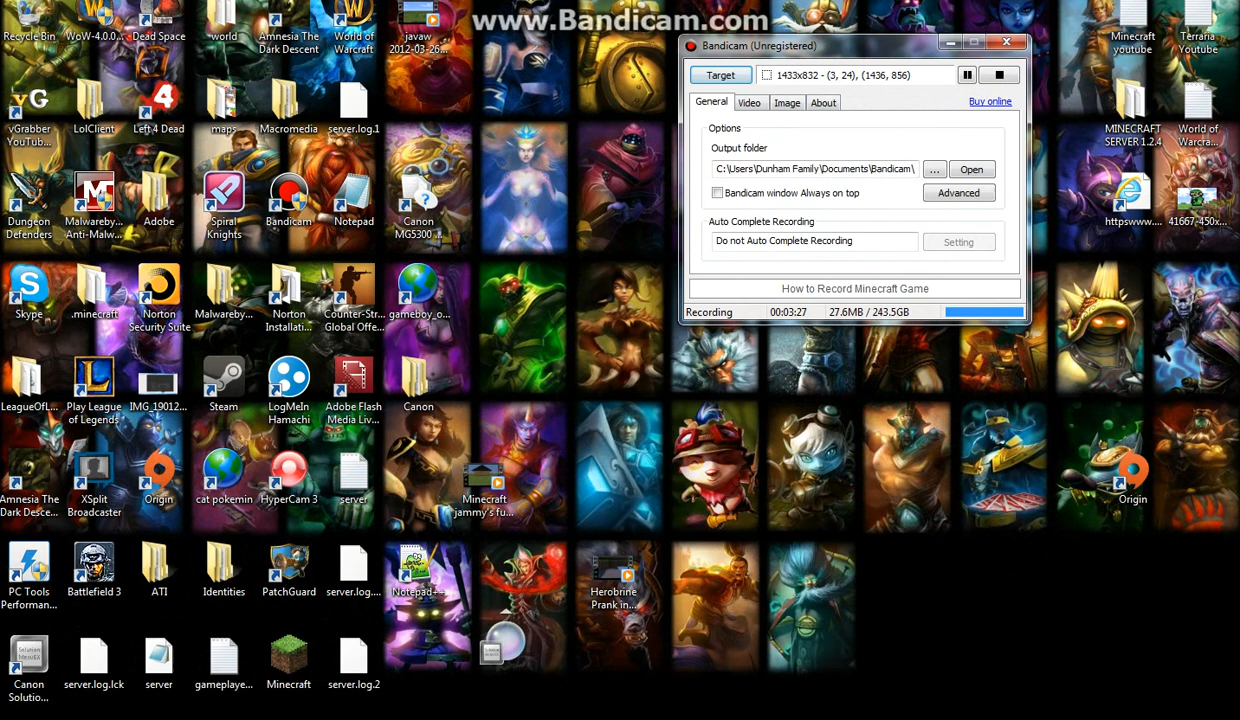 www.Bandicam.com
Recycle Bin
WoW-4.0.0...
Dead Space
world
Amnesia The
Dark Descent
World of
Warcraft
javaw
2012-03-26...
Minecraft
youtube
Terraria
Youtube
Bandicam (Unregistered)
Target
1433x832 - (3, 24), (1436, 856)
General
Video
Image
About
Buy online
Options
Output folder
C:\Users\Dunham Family\Documents\Bandicam\
...
Open
Bandicam window Always on top
Advanced
Auto Complete Recording
Do not Auto Complete Recording
Setting
How to Record Minecraft Game
Recording
00:03:27
27.6MB / 243.5GB
vGrabber
YouTub...
LolClient
Left 4 Dead
maps
Macromedia
server.log.1
MINECRAFT
SERVER 1.2.4
World of
Warcra...
Dungeon
Defenders
Malwareby...
Anti-Malw...
Adobe
Spiral
Knights
Bandicam
Notepad
Canon
MG5300 ...
httpswww....
41667-450x...
Skype
.minecraft
Norton
Security Suite
Malwareby...
Norton
Installati...
Counter-Str...
Global Offe...
gameboy_o...
LeagueOfL...
Play League
of Legends
IMG_19012...
Steam
LogMeIn
Hamachi
Adobe Flash
Media Liv...
Canon
Amnesia The
Dark Desce...
XSplit
Broadcaster
Origin
cat pokemin
HyperCam 3
server
Minecraft
jammy's fu...
Origin
PC Tools
Performan...
Battlefield 3
ATI
Identities
PatchGuard
server.log....
Notepad++
Herobrine
Prank in...
Canon
Solutio...
server.log.lck
server
gameplaye...
Minecraft
server.log.2